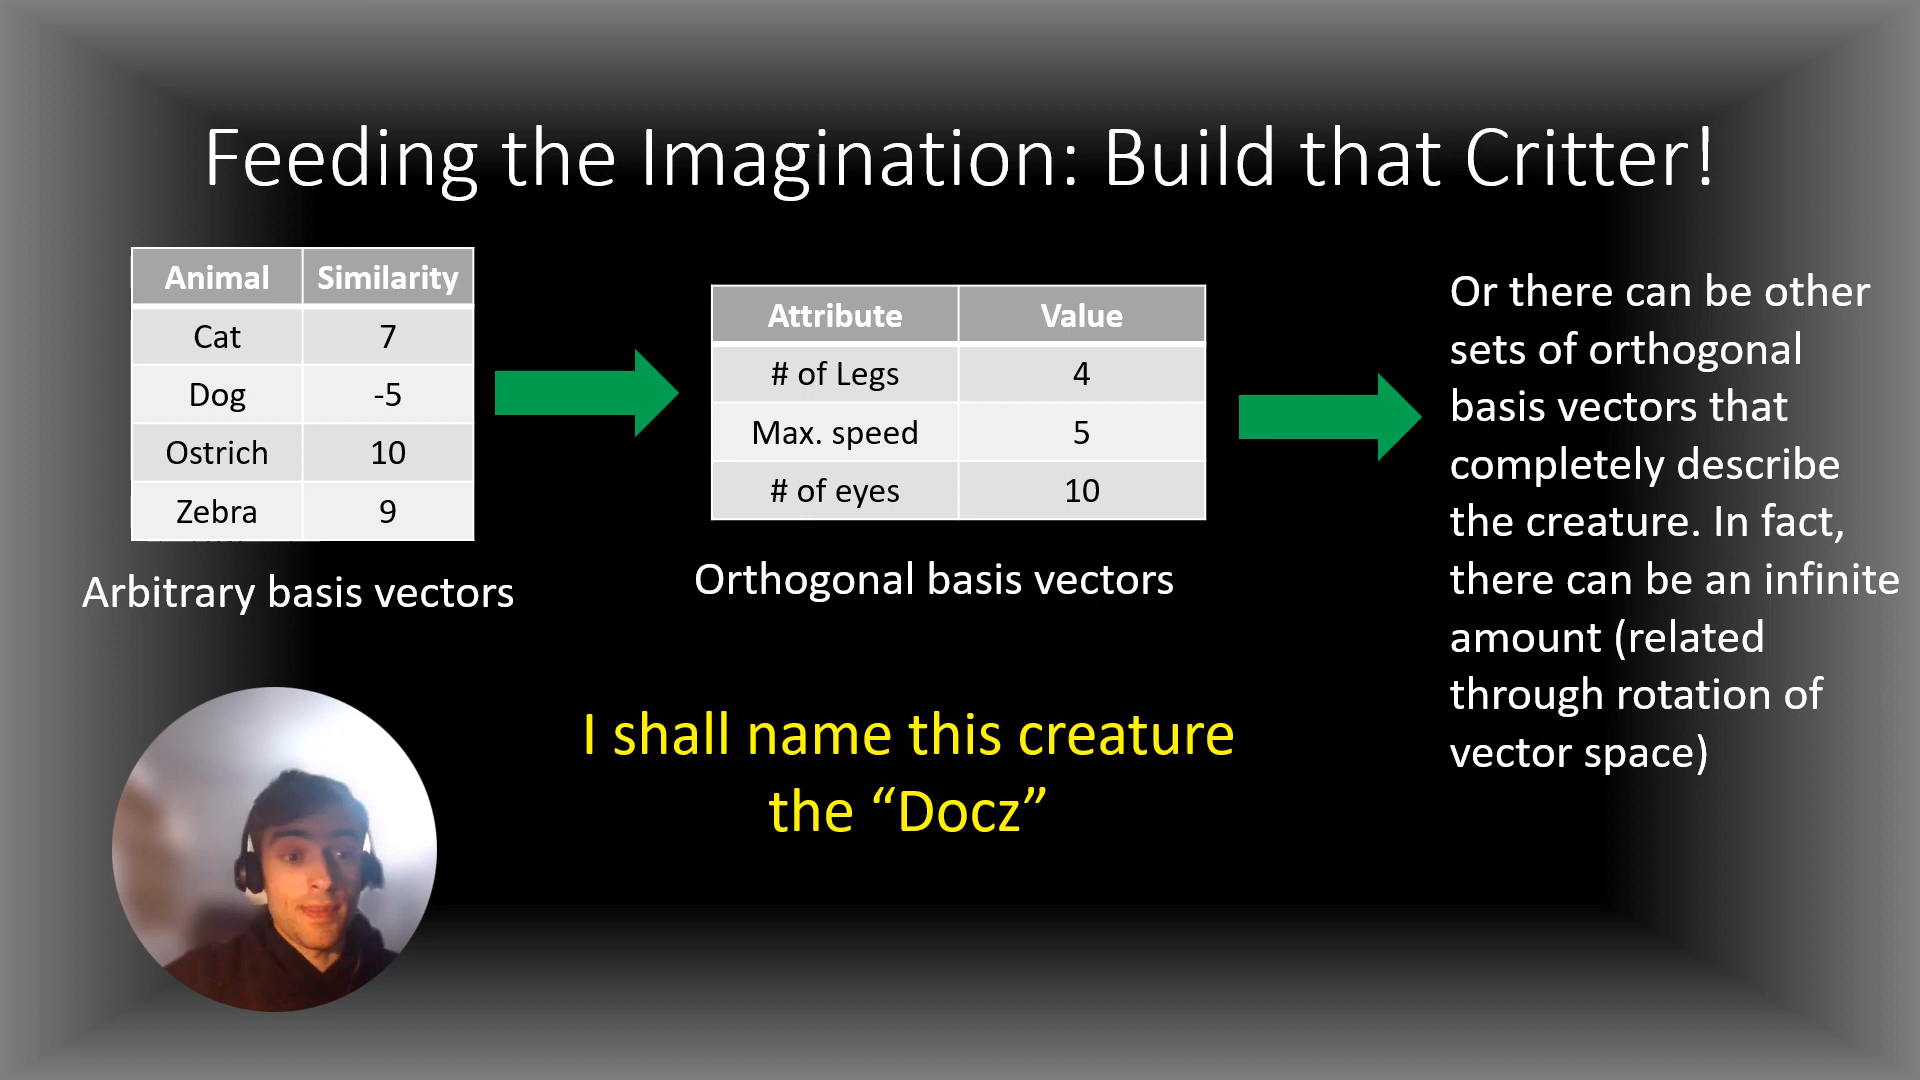 Feeding the Imagination: Build that Critter!
Animal Similarity
Cat 7
Dog -5
Ostrich 10
Zebra 9
Arbitrary basis vectors
Attribute Value
# of Legs 4
Max. speed 5
# of eyes 10
Orthogonal basis vectors
Or there can be other
sets of orthogonal
basis vectors that
completely describe
the creature. In fact,
there can be an infinite
amount (related
through rotation of
vector space)
I shall name this creature
the “Docz”